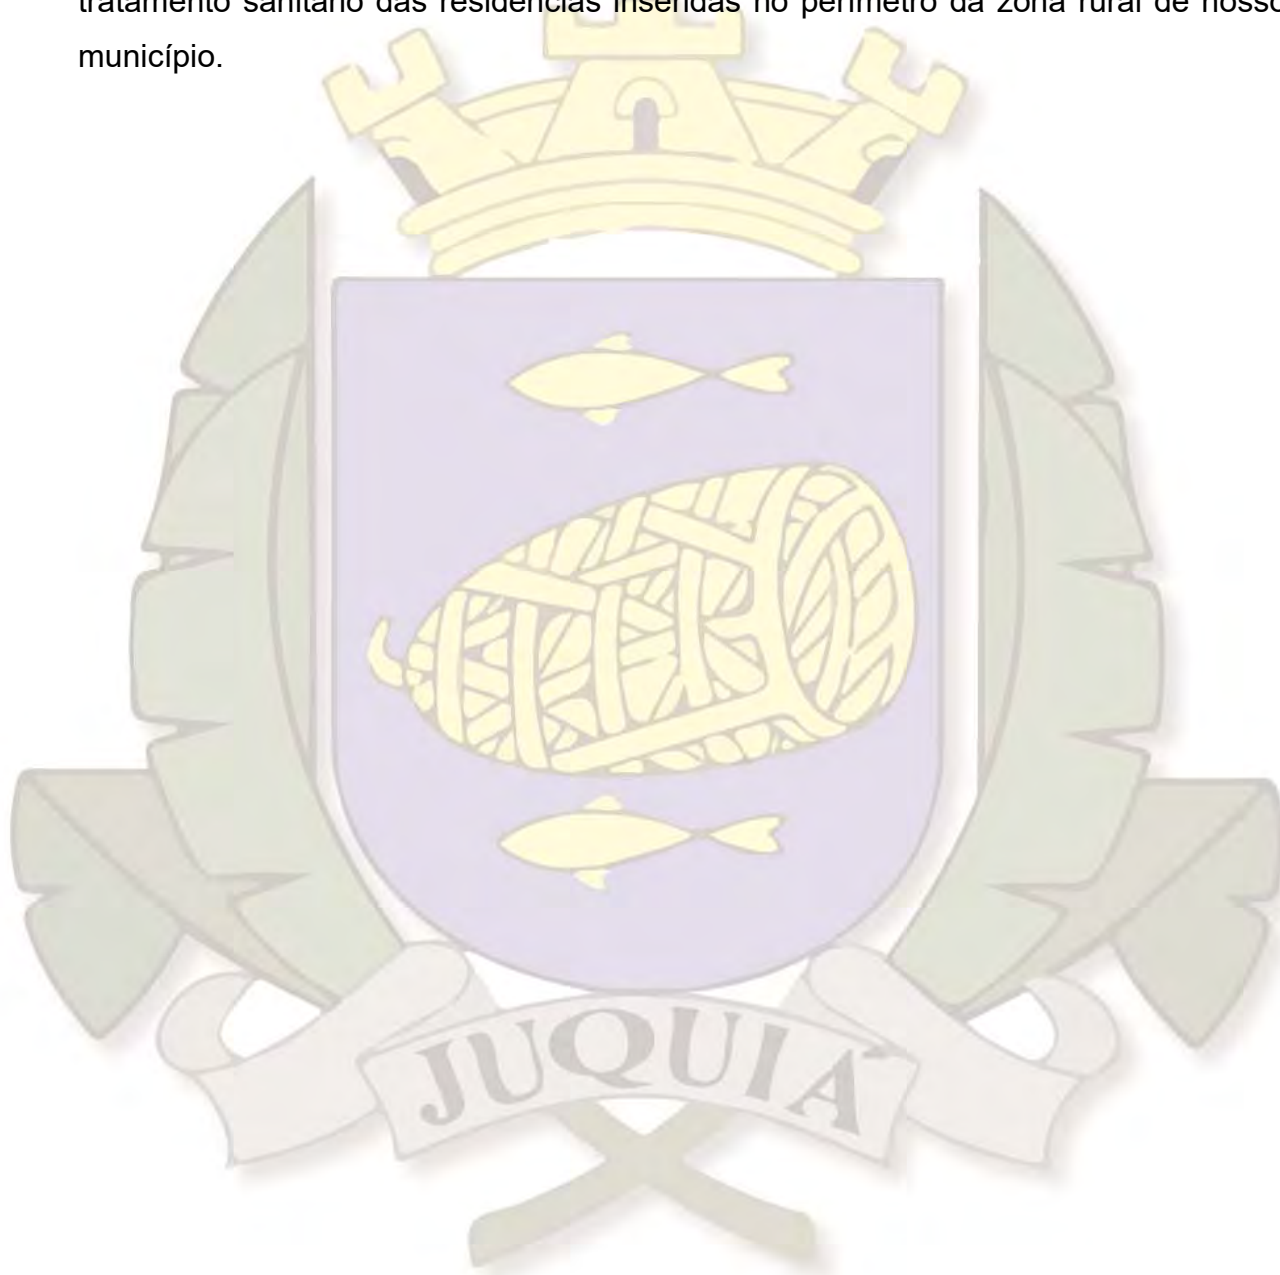 tratamento sanitário das residências inseridas no perímetro da zona rural de nosso
município.
JUQUIÁ